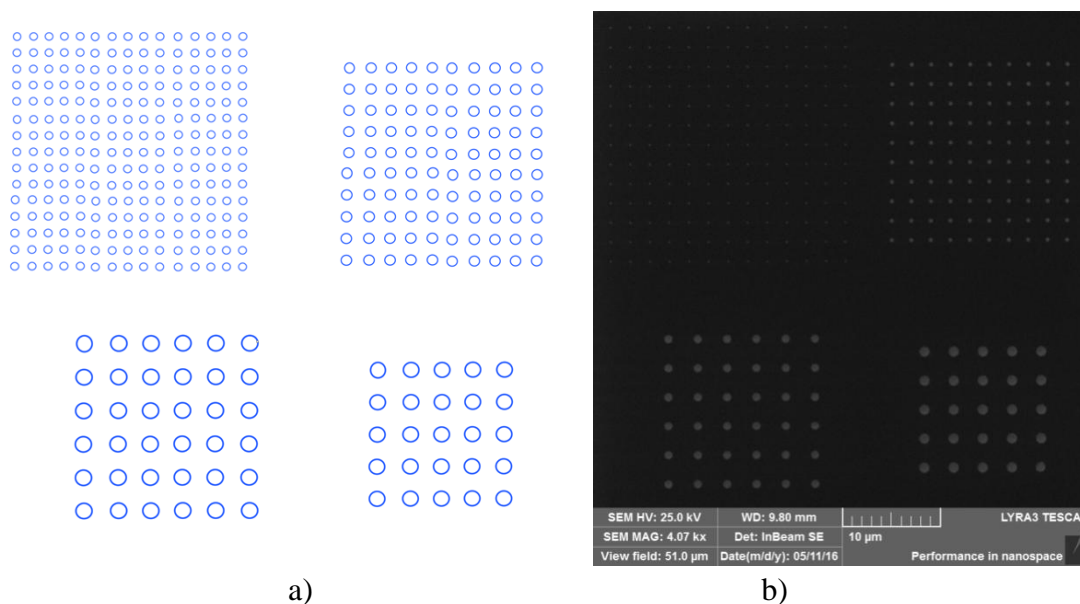 SEM HV: 25.0 kV WD: 9.80 mm LYRA3 TESCA
SEM MAG: 4.07 kx Det: InBeam SE 10 µm
View field: 51.0 µm Date(m/d/y): 05/11/16 Performance in nanospace
a) b)